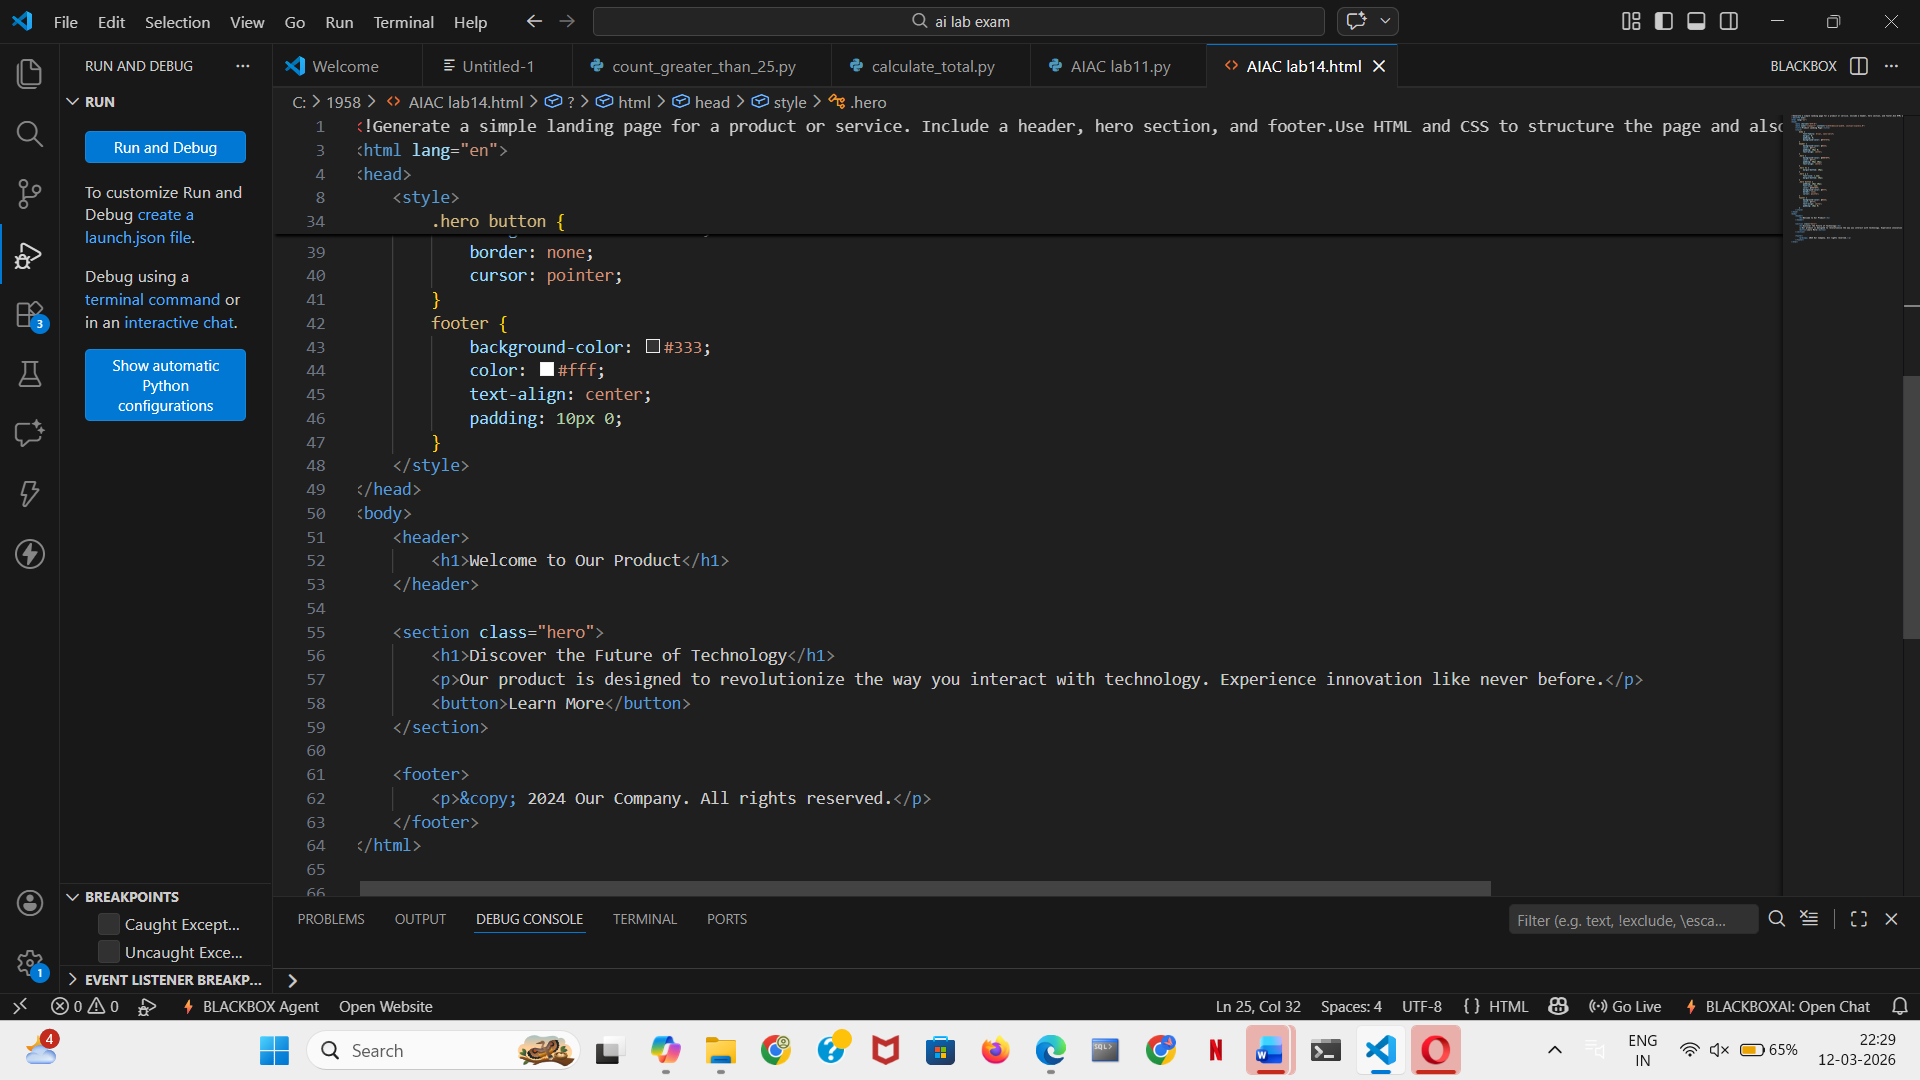 File Edit Selection View Go Run Terminal Help
ai lab exam
RUN AND DEBUG
Welcome
Untitled-1
count_greater_than_25.py
calculate_total.py
AIAC lab11.py
AIAC lab14.html
BLACKBOX
C: > 1958 > AIAC lab14.html > ? > html > head > style > .hero
RUN
Run and Debug
To customize Run and
Debug create a
launch.json file.
Debug using a
terminal command or
in an interactive chat.
Show automatic
Python
configurations
1 <!Generate a simple landing page for a product or service. Include a header, hero section, and footer.Use HTML and CSS to structure the page and also
3 <html lang="en">
4 <head>
8 <style>
34 .hero button {
39 border: none;
40 cursor: pointer;
41 }
42 footer {
43 background-color: #333;
44 color: #fff;
45 text-align: center;
46 padding: 10px 0;
47 }
48 </style>
49 </head>
50 <body>
51 <header>
52 <h1>Welcome to Our Product</h1>
53 </header>
54
55 <section class="hero">
56 <h1>Discover the Future of Technology</h1>
57 <p>Our product is designed to revolutionize the way you interact with technology. Experience innovation like never before.</p>
58 <button>Learn More</button>
59 </section>
60
61 <footer>
62 <p>&copy; 2024 Our Company. All rights reserved.</p>
63 </footer>
64 </html>
65
66
3
1
BREAKPOINTS
Caught Except...
Uncaught Exce...
EVENT LISTENER BREAKP...
PROBLEMS OUTPUT DEBUG CONSOLE TERMINAL PORTS
Filter (e.g. text, !exclude, \esca...
0 0 BLACKBOX Agent Open Website
Ln 25, Col 32 Spaces: 4 UTF-8 {} HTML Go Live BLACKBOXAI: Open Chat
4
Search
SQL>
W
N
ENG
IN
65%
22:29
12-03-2026